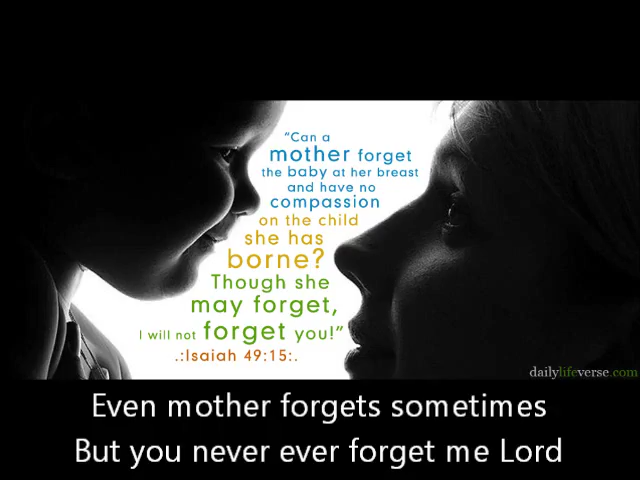 "Can a
mother forget
the baby at her breast
and have no
compassion
on the child
she has
borne?
Though she
may forget,
I will not forget you!"
.:Isaiah 49:15:.
dailylifeverse.com
Even mother forgets sometimes
But you never ever forget me Lord